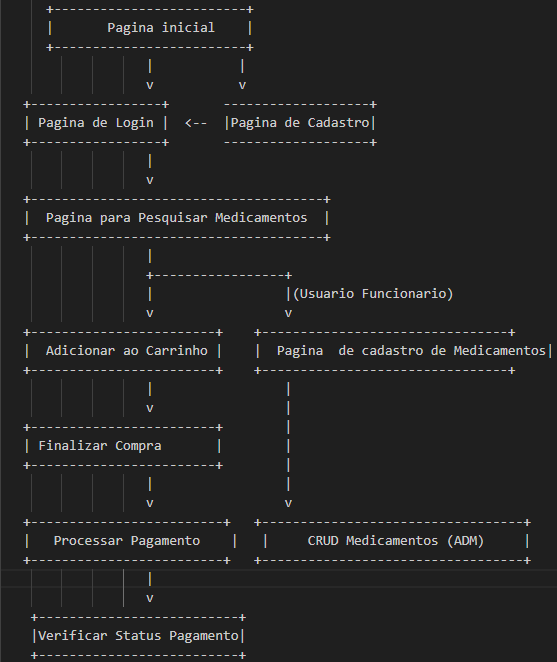 Pagina inicial
Pagina de Login <-- Pagina de Cadastro
Pagina para Pesquisar Medicamentos
(Usuario Funcionario)
Adicionar ao Carrinho Pagina de cadastro de Medicamentos
Finalizar Compra
Processar Pagamento CRUD Medicamentos (ADM)
Verificar Status Pagamento